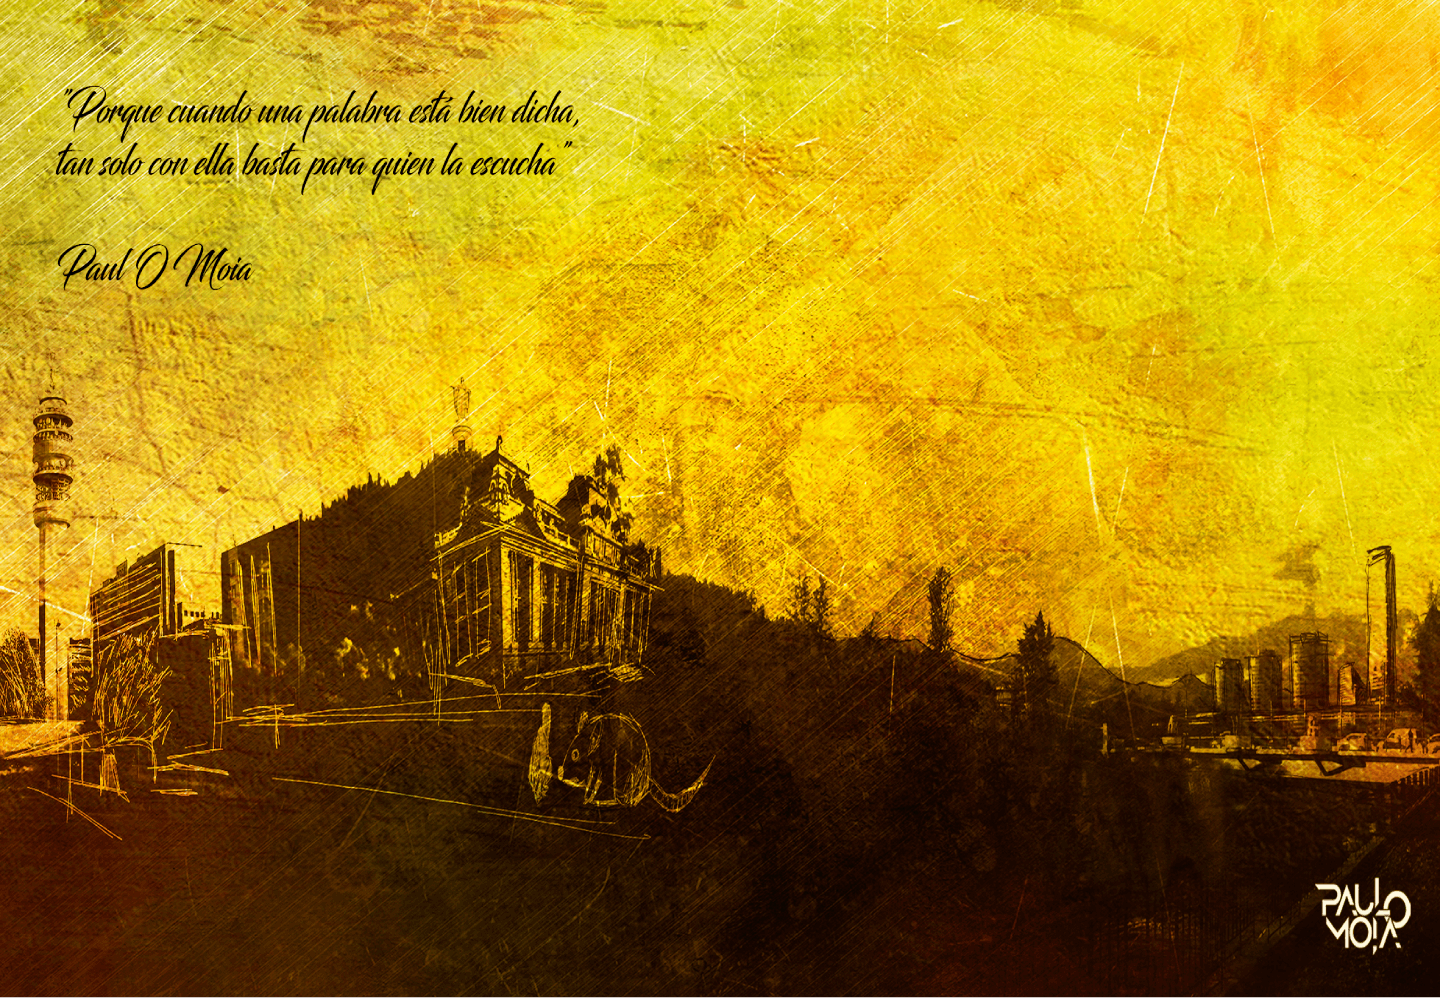 "Porque cuando una palabra está bien dicha,
tan solo con ella basta para quien la escucha"
Paul O Moia
PAULO
MOIA